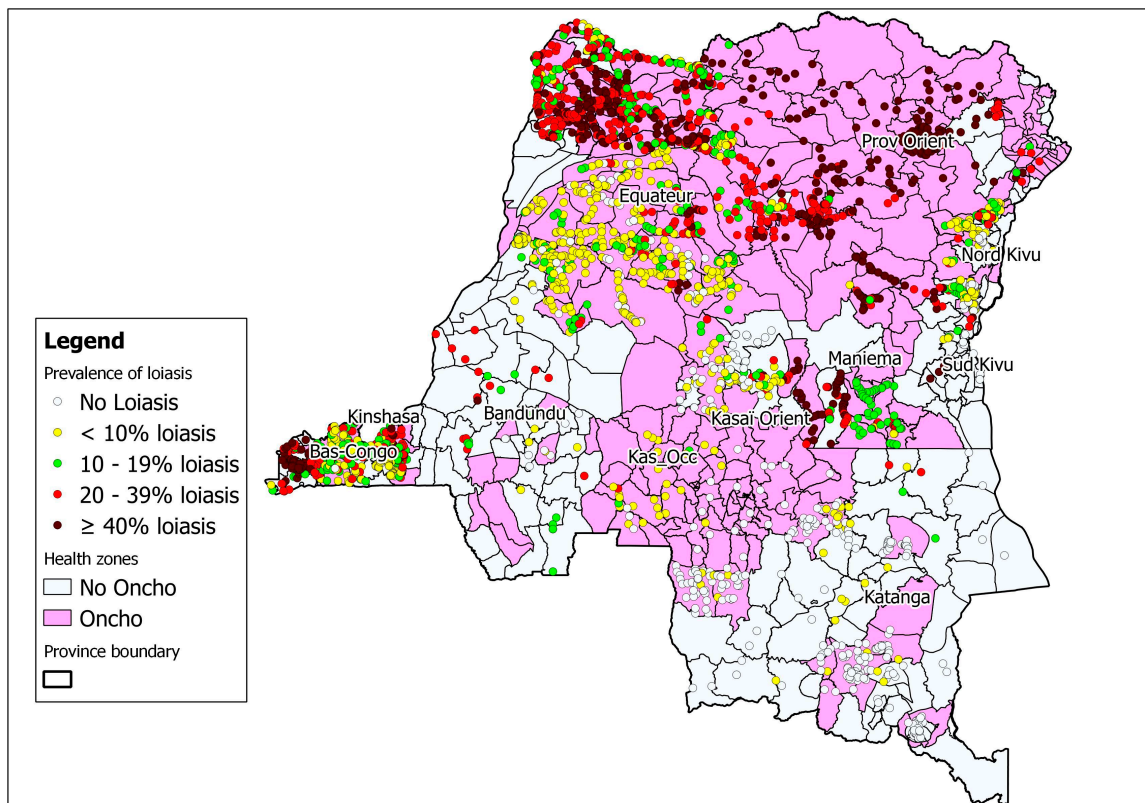 Prov Orient
Equateur
Nord Kivu
Maniema
Sud Kivu
Kinshasa
Bandundu
Kasaï Orient
Bas-Congo
Kas_Occ
Katanga
Legend
Prevalence of loiasis
No Loiasis
< 10% loiasis
10 - 19% loiasis
20 - 39% loiasis
≥ 40% loiasis
Health zones
No Oncho
Oncho
Province boundary